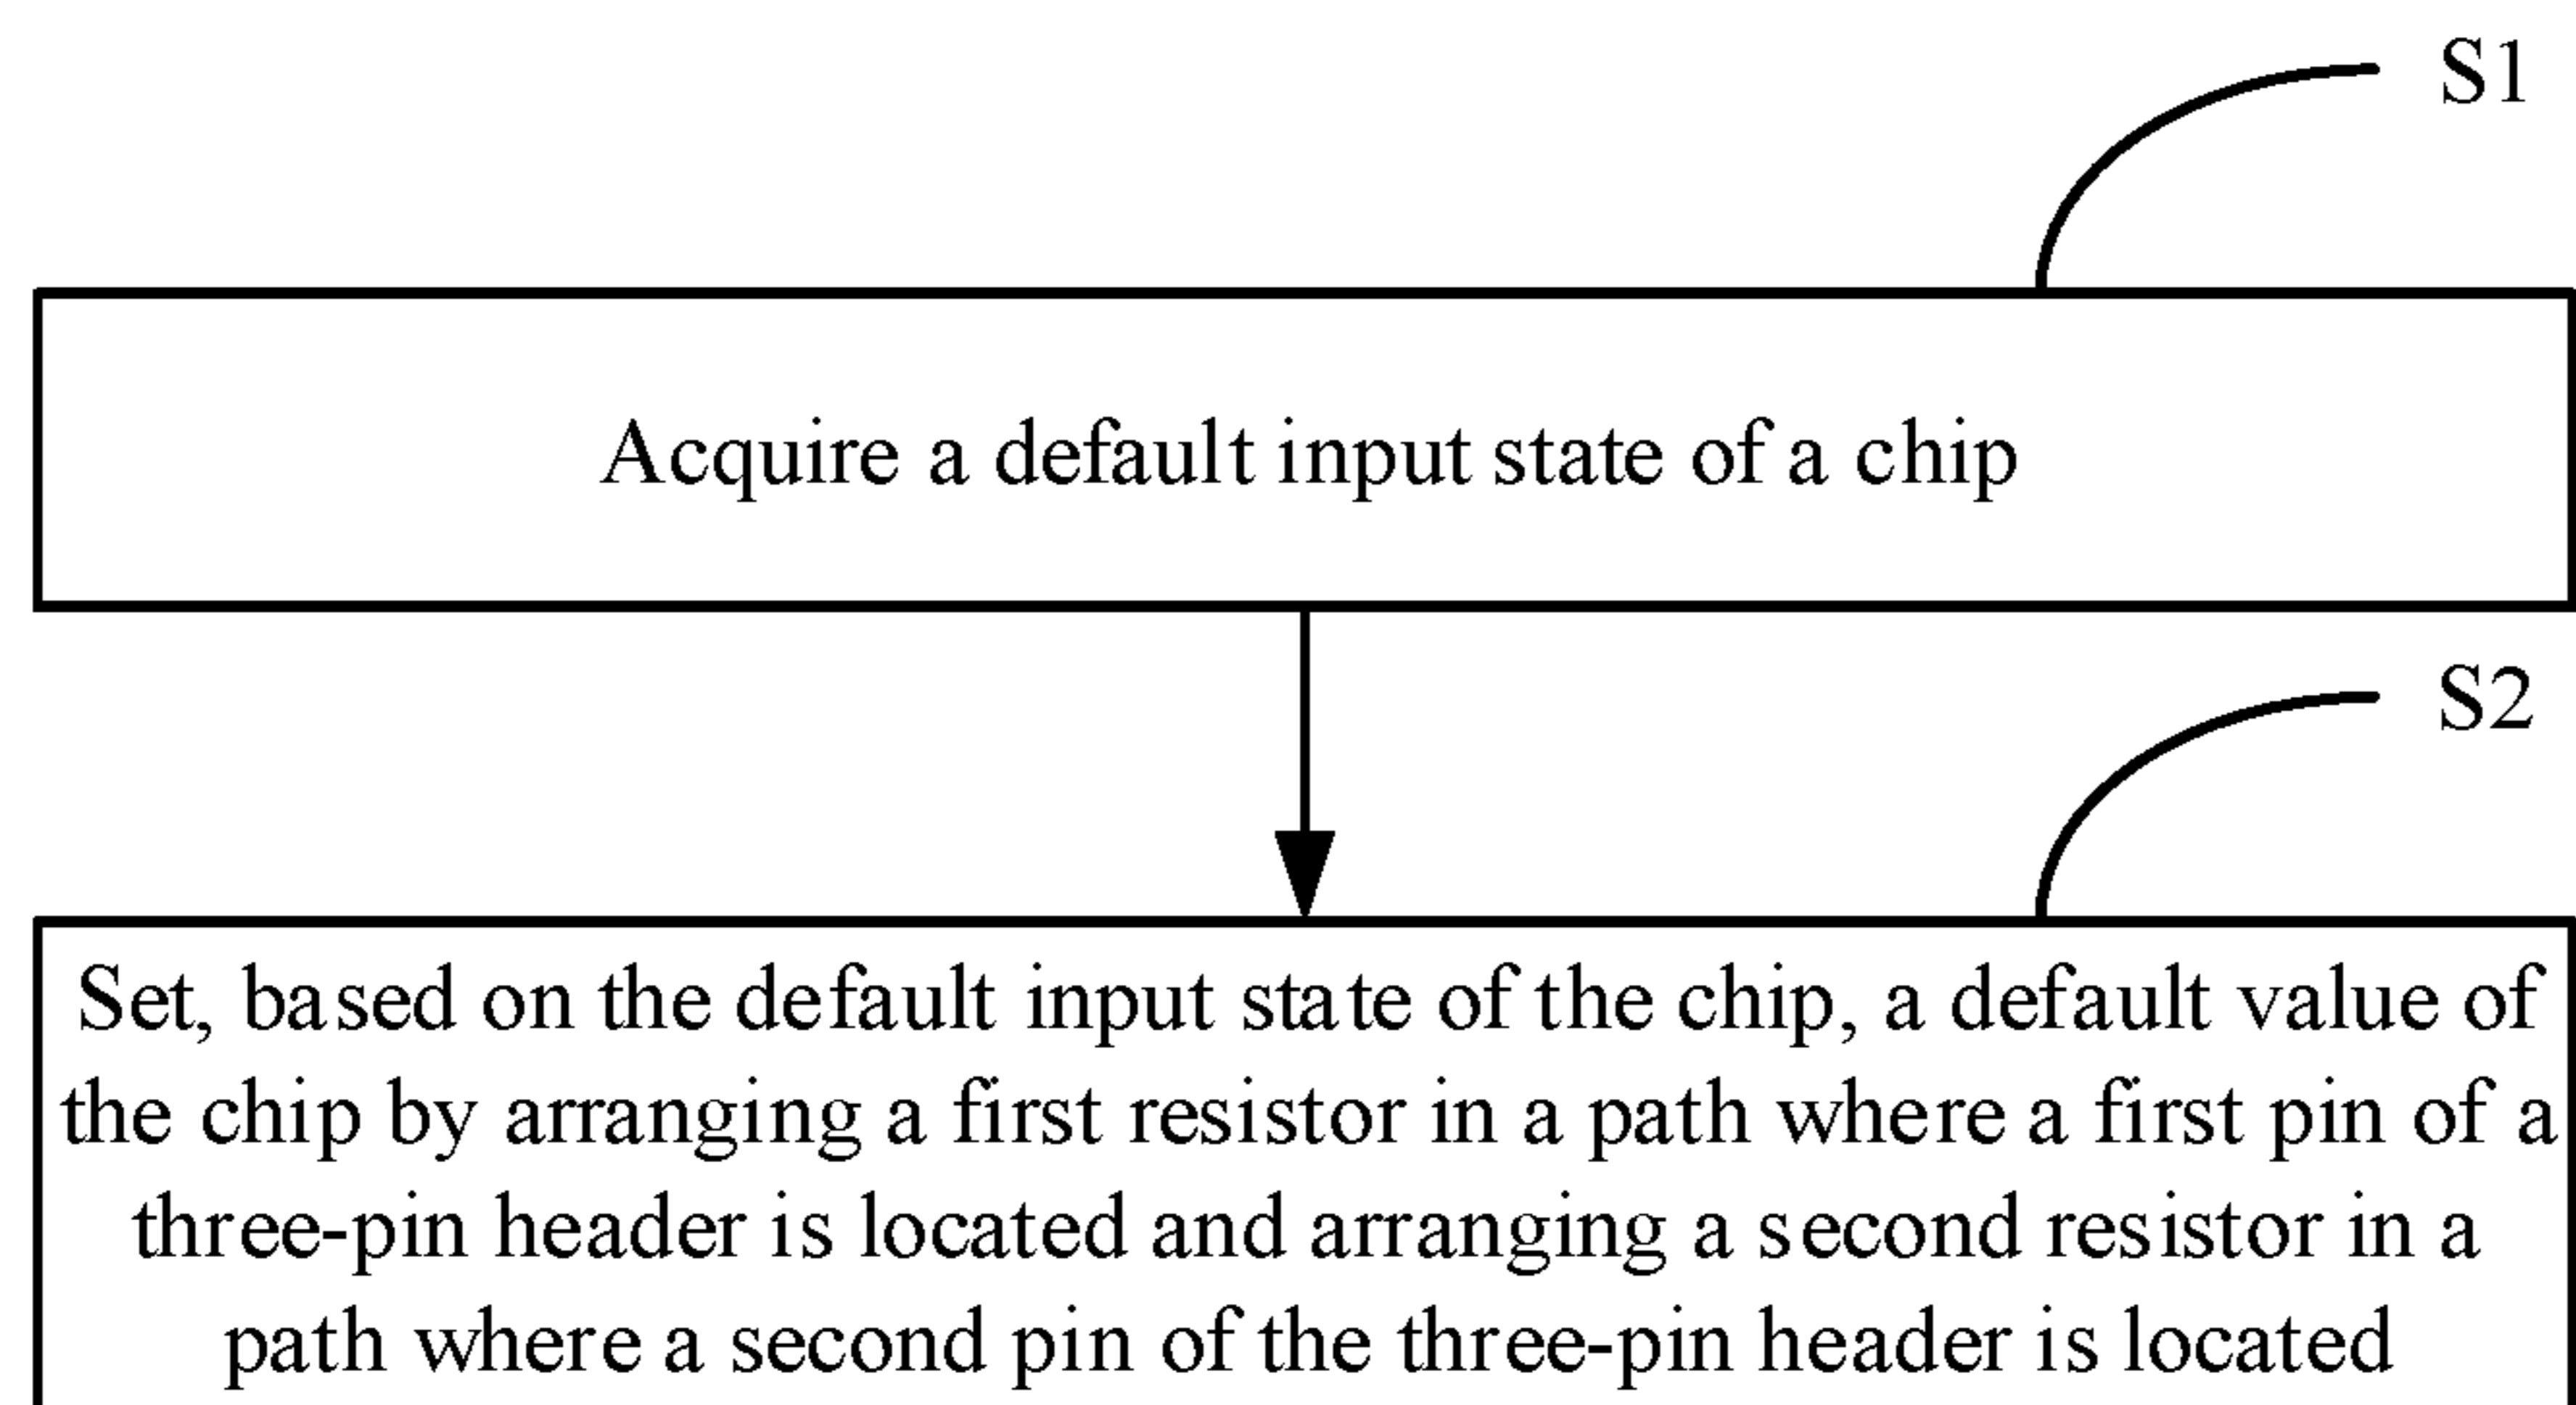 S1
Acquire a default input state of a chip
S2
Set, based on the default input state of the chip, a default value of
the chip by arranging a first resistor in a path where a first pin of a
three-pin header is located and arranging a second resistor in a
path where a second pin of the three-pin header is located